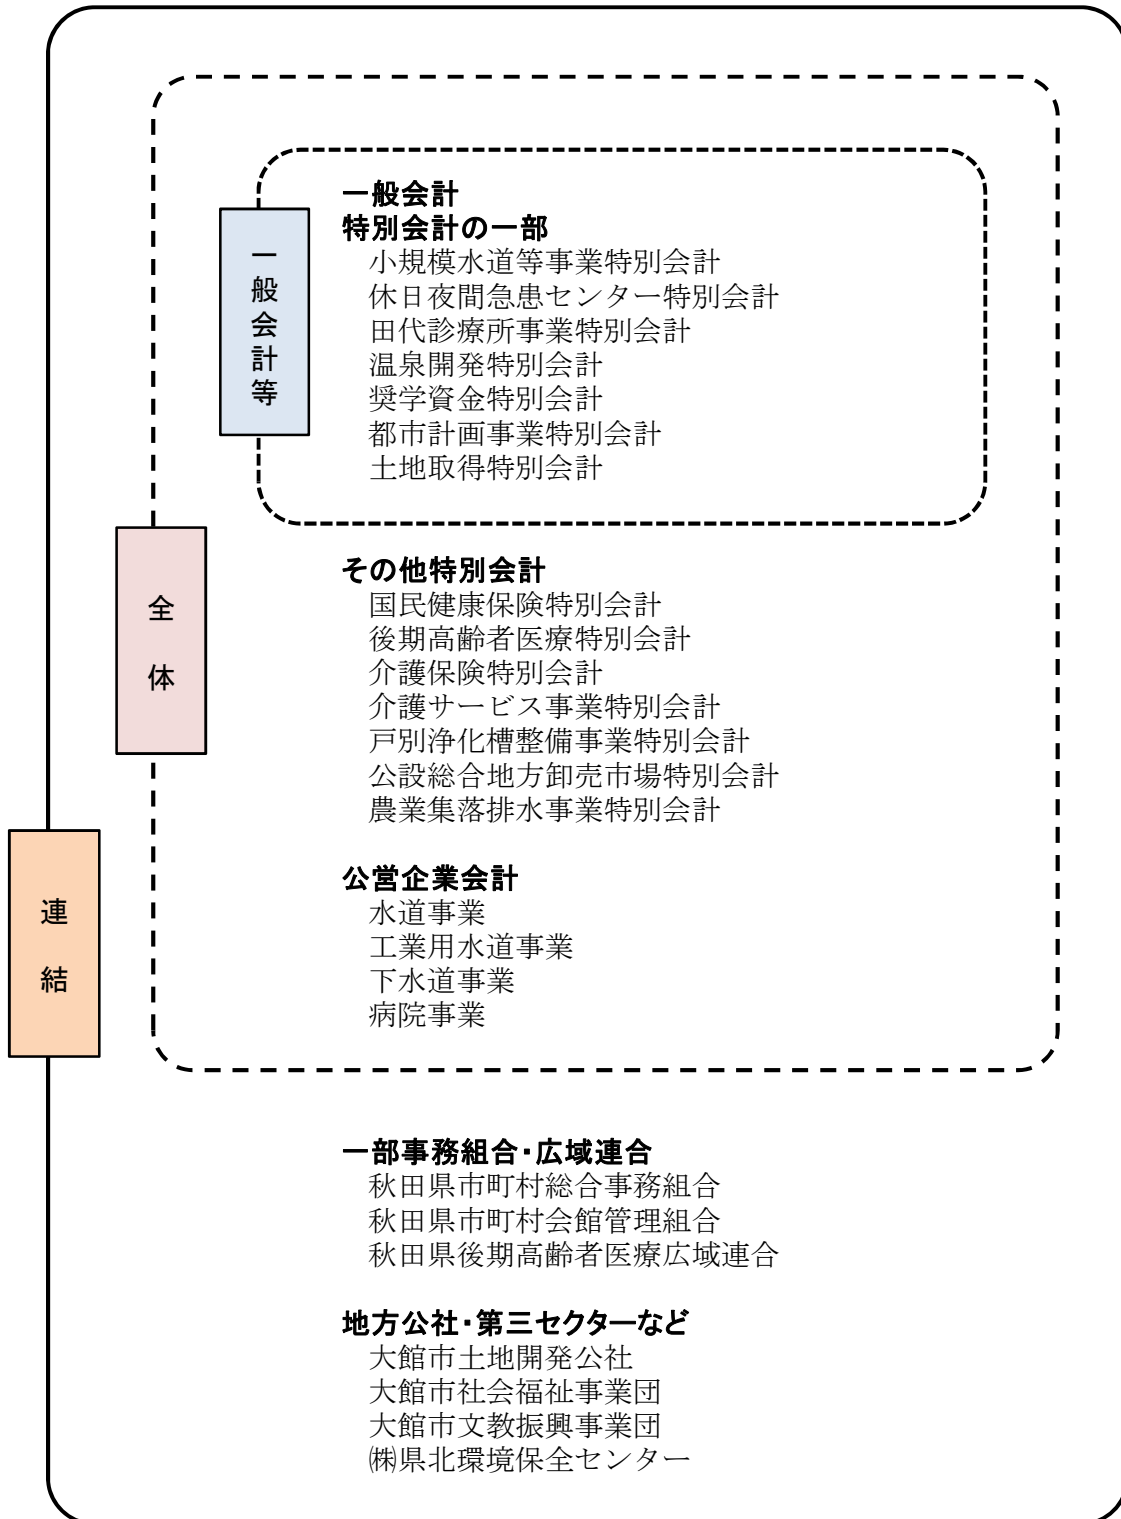 一般会計等
一般会計
特別会計の一部
小規模水道等事業特別会計
休日夜間急患センター特別会計
田代診療所事業特別会計
温泉開発特別会計
奨学資金特別会計
都市計画事業特別会計
土地取得特別会計
全体
その他特別会計
国民健康保険特別会計
後期高齢者医療特別会計
介護保険特別会計
介護サービス事業特別会計
戸別浄化槽整備事業特別会計
公設総合地方卸売市場特別会計
農業集落排水事業特別会計
公営企業会計
水道事業
工業用水道事業
下水道事業
病院事業
連結
一部事務組合・広域連合
秋田県市町村総合事務組合
秋田県市町村会館管理組合
秋田県後期高齢者医療広域連合
地方公社・第三セクターなど
大館市土地開発公社
大館市社会福祉事業団
大館市文教振興事業団
㈱県北環境保全センター